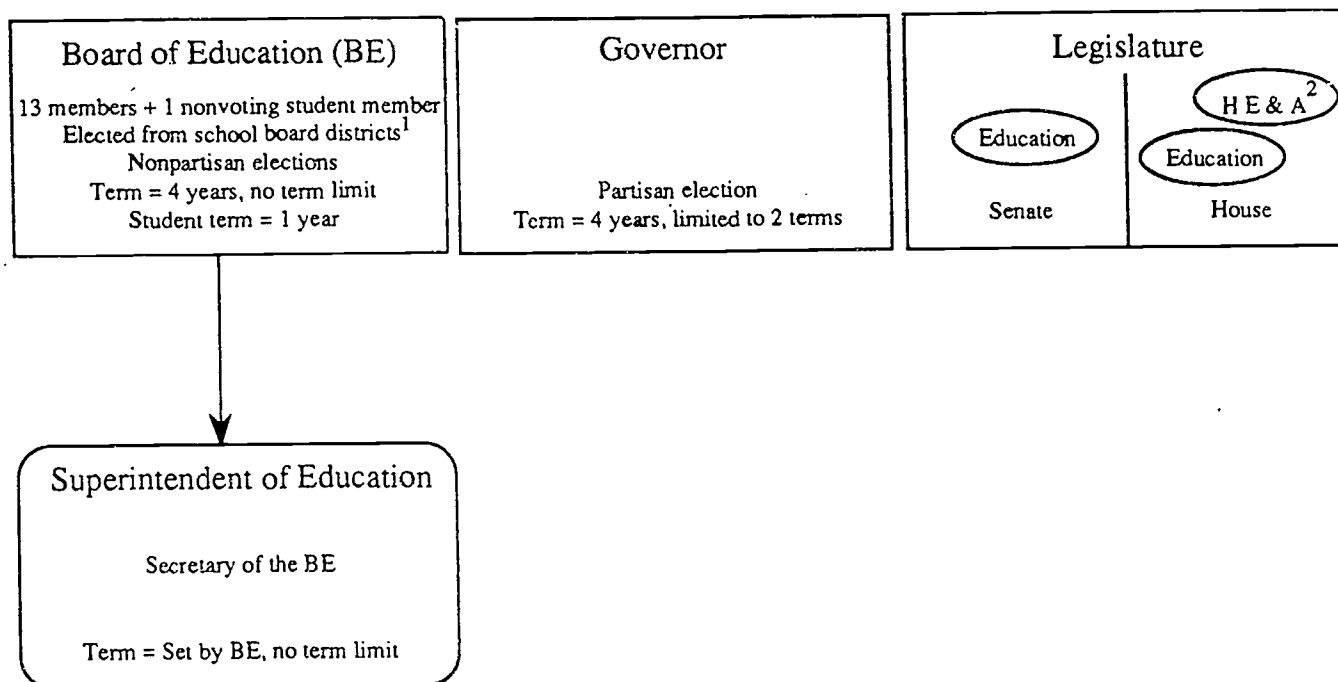 Board of Education (BE)
13 members + 1 nonvoting student member
Elected from school board districts¹
Nonpartisan elections
Term = 4 years, no term limit
Student term = 1 year
Governor
Partisan election
Term = 4 years, limited to 2 terms
Legislature
Education
Senate
H E & A²
Education
House
Superintendent of Education
Secretary of the BE
Term = Set by BE, no term limit